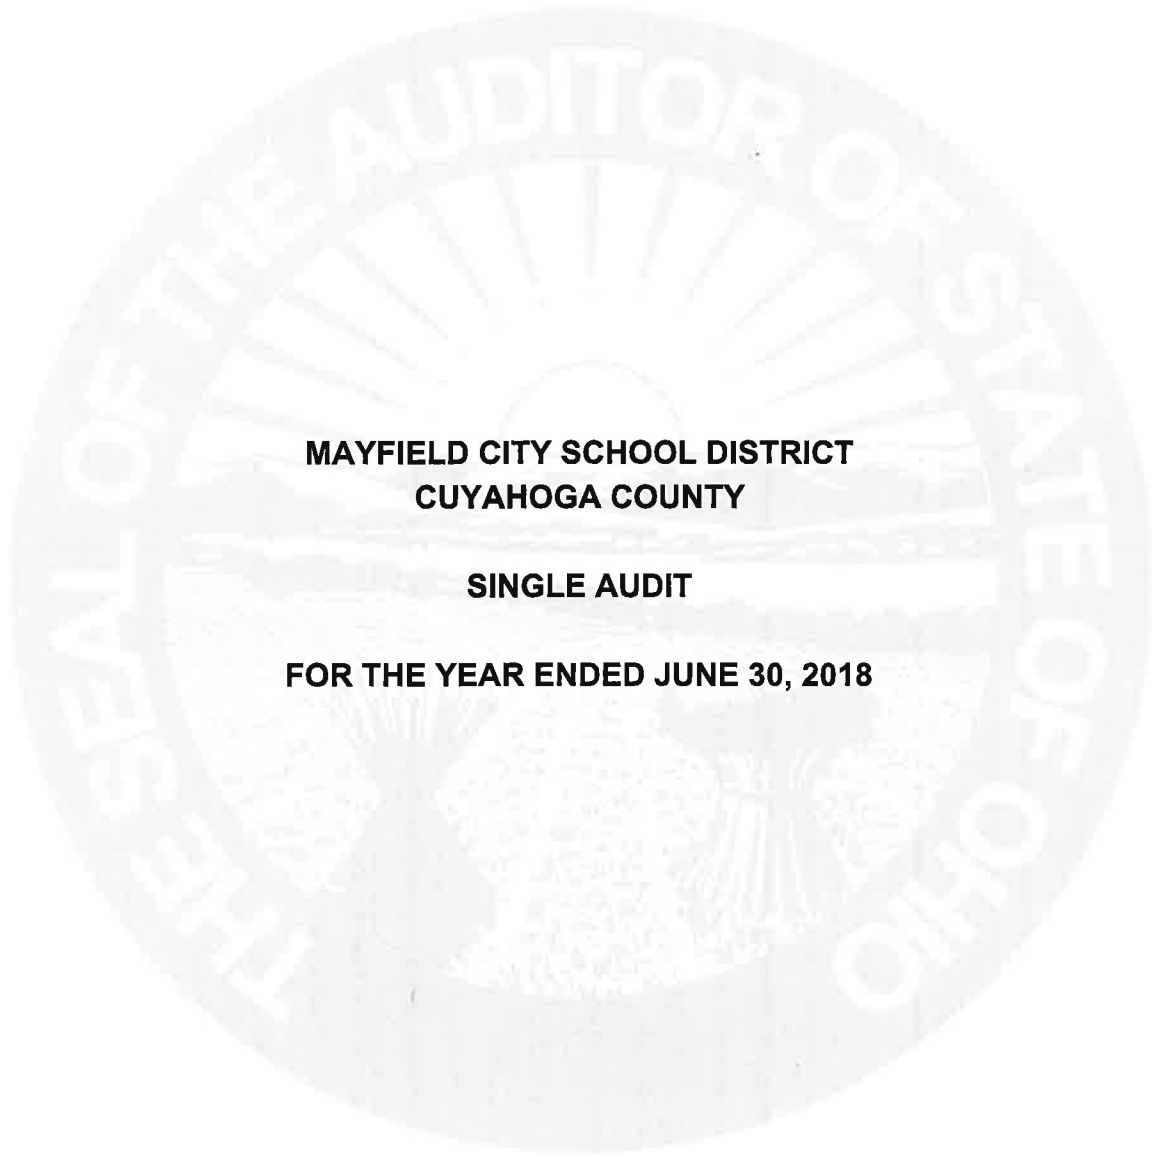 THE SEAL OF THE AUDITOR OF STATE OF OHIO
MAYFIELD CITY SCHOOL DISTRICT
CUYAHOGA COUNTY
SINGLE AUDIT
FOR THE YEAR ENDED JUNE 30, 2018